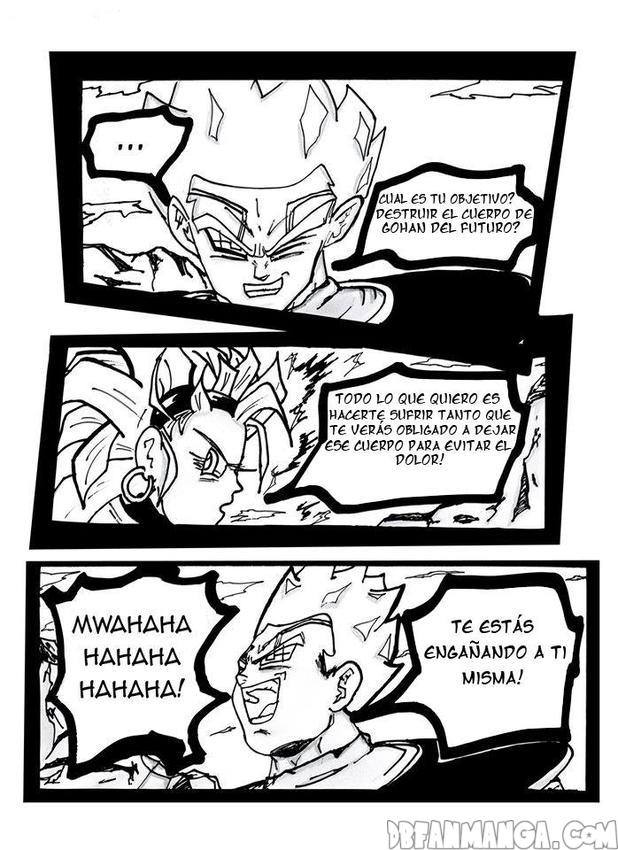 ...
CUAL ES TU OBJETIVO?
DESTRUIR EL CUERPO DE
GOHAN DEL FUTURO?
TODO LO QUE QUIERO ES
HACERTE SUFRIR TANTO QUE
TE VERÁS OBLIGADO A DEJAR
ESE CUERPO PARA EVITAR EL
DOLOR!
MWAHAHA
HAHAHA
HAHAHA!
TE ESTÁS
ENGAÑANDO A TI
MISMA!
DBFANMANGA.COM